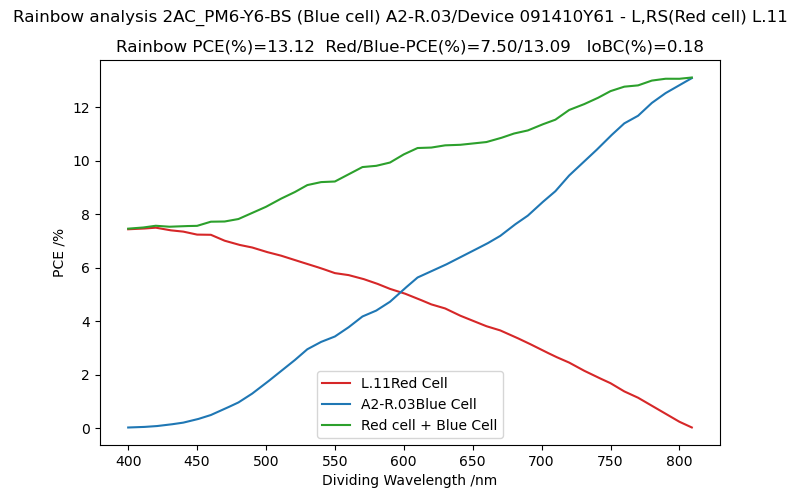 Rainbow analysis 2AC_PM6-Y6-BS (Blue cell) A2-R.03/Device 091410Y61 - L,RS(Red cell) L.11
Rainbow PCE(%)=13.12  Red/Blue-PCE(%)=7.50/13.09   IoBC(%)=0.18
PCE /%
12
10
8
6
4
2
0
L.11Red Cell
A2-R.03Blue Cell
Red cell + Blue Cell
400 450 500 550 600 650 700 750 800
Dividing Wavelength /nm